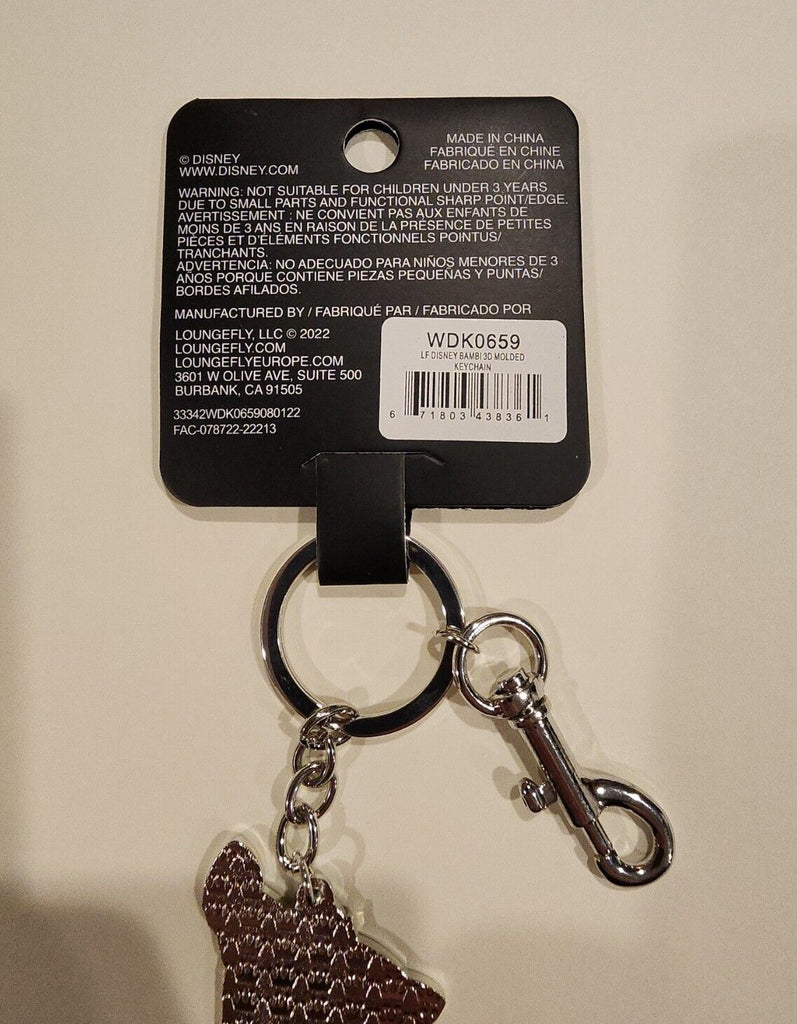 © DISNEY
WWW.DISNEY.COM
MADE IN CHINA
FABRIQUÉ EN CHINE
FABRICADO EN CHINA
WARNING: NOT SUITABLE FOR CHILDREN UNDER 3 YEARS
DUE TO SMALL PARTS AND FUNCTIONAL SHARP POINT/EDGE.
AVERTISSEMENT : NE CONVIENT PAS AUX ENFANTS DE
MOINS DE 3 ANS EN RAISON DE LA PRÉSENCE DE PETITES
PIÈCES ET D'ÉLÉMENTS FONCTIONNELS POINTUS/
TRANCHANTS.
ADVERTENCIA: NO ADECUADO PARA NIÑOS MENORES DE 3
AÑOS PORQUE CONTIENE PIEZAS PEQUEÑAS Y PUNTAS/
BORDES AFILADOS.
MANUFACTURED BY / FABRIQUÉ PAR / FABRICADO POR
LOUNGEFLY, LLC © 2022
LOUNGEFLY.COM
LOUNGEFLYEUROPE.COM
3601 W OLIVE AVE, SUITE 500
BURBANK, CA 91505
33342WDK0659080122
FAC-078722-22213
WDK0659
LF DISNEY BAMBI 3D MOLDED
KEYCHAIN
6 71803 43836 1